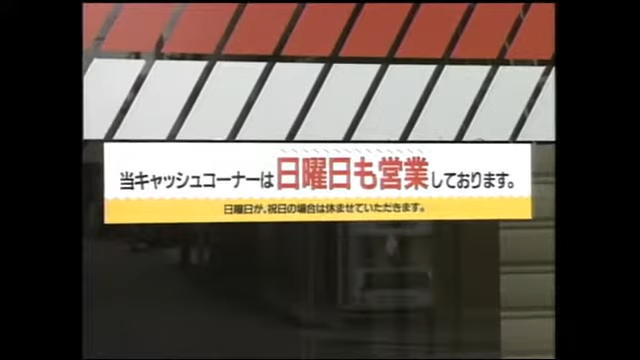 当キャッシュコーナーは日曜日も営業しております。
日曜日が、祝日の場合は休ませていただきます。